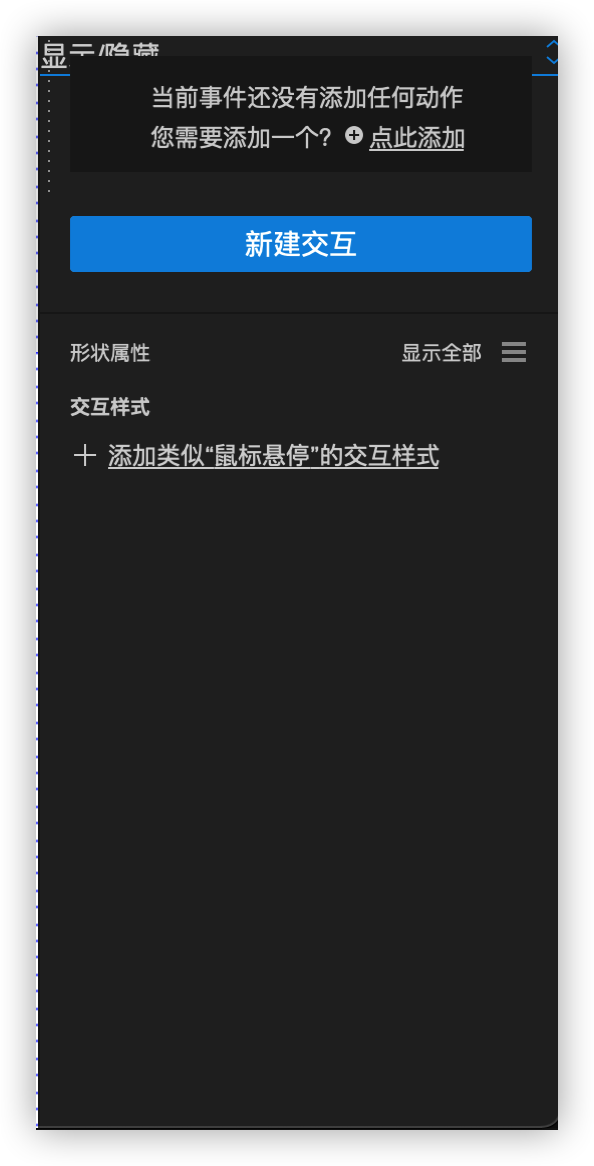 显示/隐藏
当前事件还没有添加任何动作
您需要添加一个? 点此添加
新建交互
形状属性 显示全部
交互样式
添加类似“鼠标悬停”的交互样式